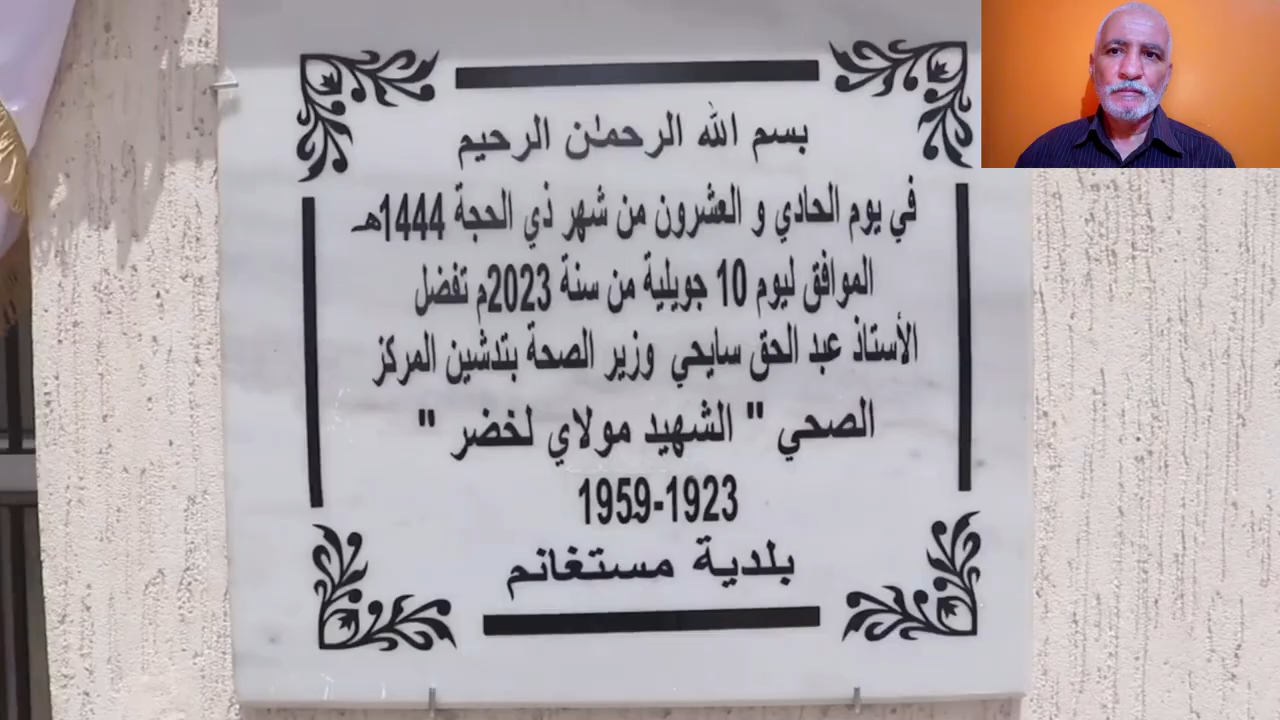 بسم الله الرحمٰن الرحيم
في يوم الحادي و العشرون من شهر ذي الحجة 1444هـ
الموافق ليوم 10 جويلية من سنة 2023م تفضل
الأستاذ عبد الحق سايحي وزير الصحة بتدشين المركز
الصحي " الشهيد مولاي لخضر "
1959-1923
بلدية مستغانم